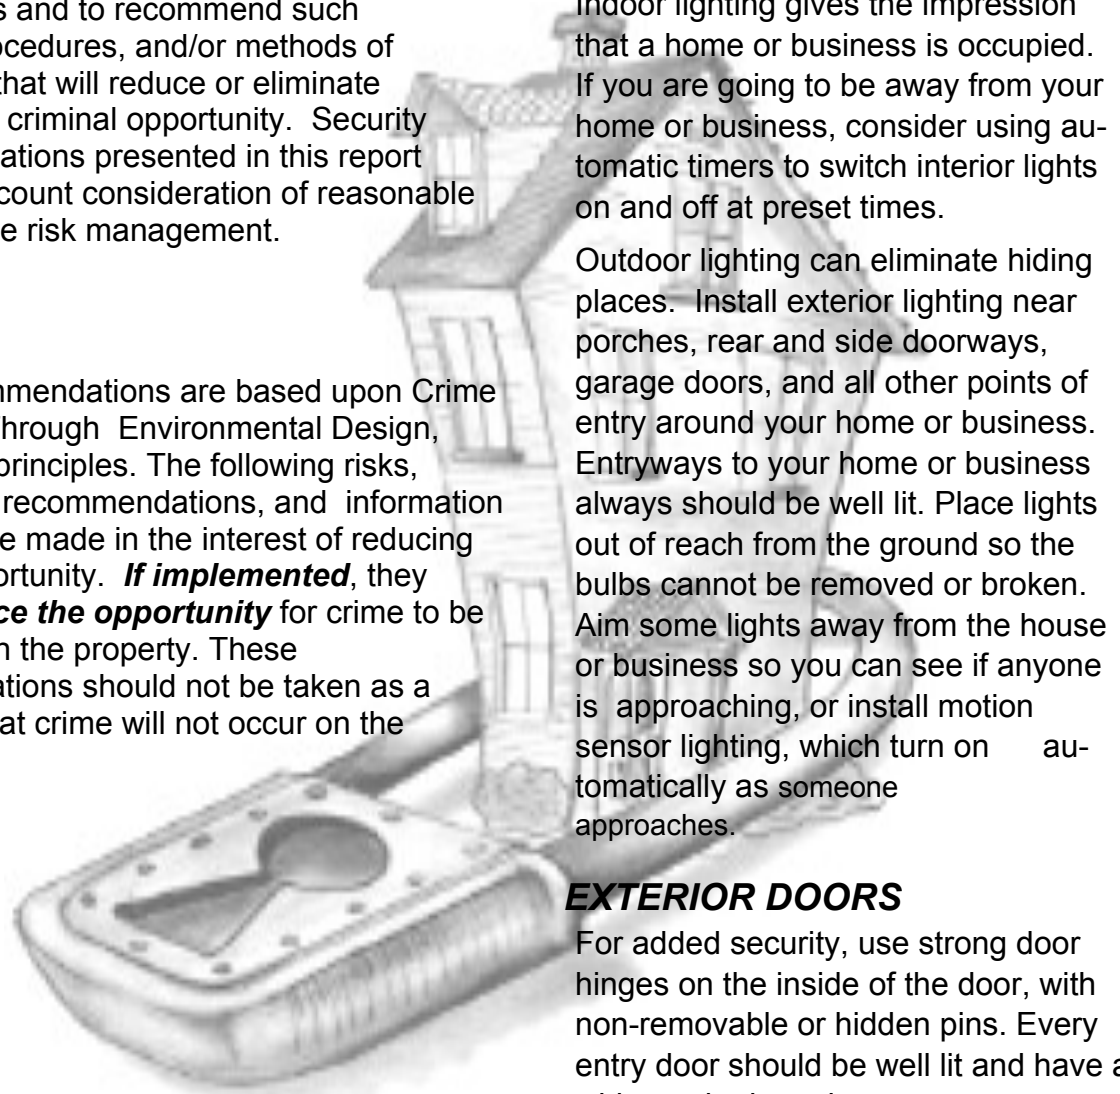 s and to recommend such
ocedures, and/or methods of
that will reduce or eliminate
criminal opportunity.  Security
ations presented in this report
count consideration of reasonable
e risk management.
mmendations are based upon Crime
Through  Environmental Design,
principles. The following risks,
recommendations, and  information
e made in the interest of reducing
ortunity.  If implemented, they
ce the opportunity for crime to be
n the property. These
ations should not be taken as a
at crime will not occur on the
Indoor lighting gives the impression
that a home or business is occupied.
If you are going to be away from your
home or business, consider using au-
tomatic timers to switch interior lights
on and off at preset times.
Outdoor lighting can eliminate hiding
places.  Install exterior lighting near
porches, rear and side doorways,
garage doors, and all other points of
entry around your home or business.
Entryways to your home or business
always should be well lit. Place lights
out of reach from the ground so the
bulbs cannot be removed or broken.
Aim some lights away from the house
or business so you can see if anyone
is  approaching, or install motion
sensor lighting, which turn on      au-
tomatically as someone
approaches.
EXTERIOR DOORS
For added security, use strong door
hinges on the inside of the door, with
non-removable or hidden pins. Every
entry door should be well lit and have a